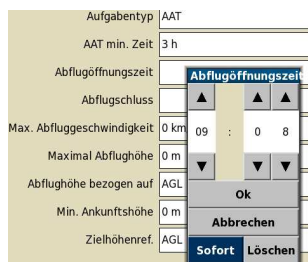 Aufgabentyp AAT
AAT min. Zeit 3 h
Abflugöffnungszeit
Abflugöffnungszeit
Abflugschluss
09 : 0 8
Max. Abfluggeschwindigkeit 0 km
Maximal Abflughöhe 0 m
Abflughöhe bezogen auf AGL
Ok
Min. Ankunftshöhe 0 m
Abbrechen
Zielhöhenref. AGL
Sofort Löschen